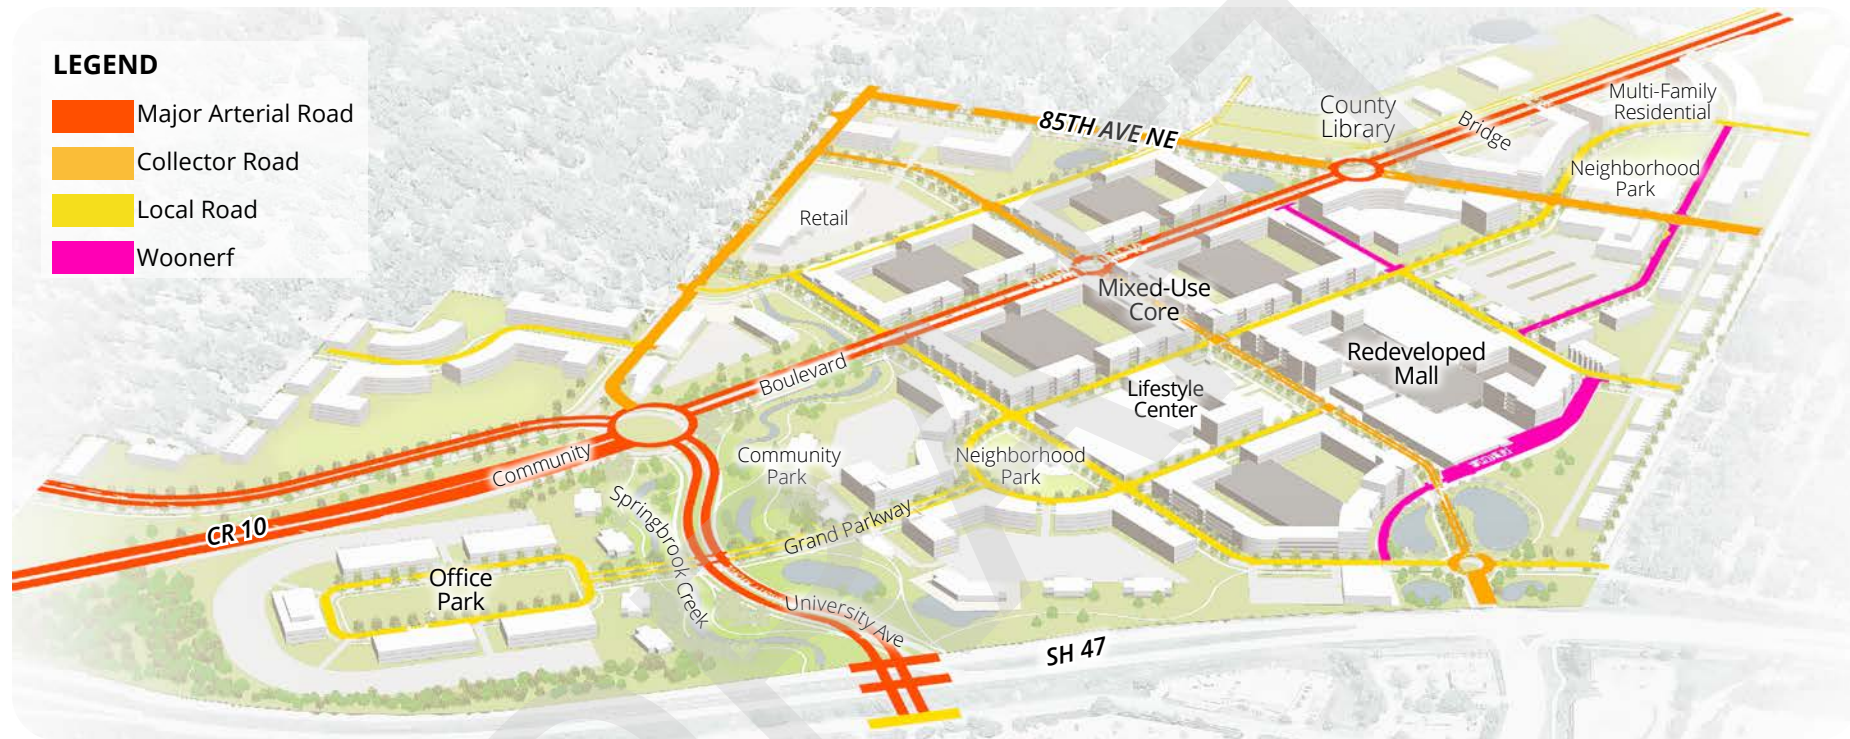 LEGEND
Major Arterial Road
Collector Road
Local Road
Woonerf
85TH AVE NE
County
Library
Bridge
Multi-Family
Residential
Neighborhood
Park
Retail
Mixed-Use
Core
Redeveloped
Mall
Boulevard
Lifestyle
Center
Community
Community
Park
Neighborhood
Park
CR 10
Springbrook Creek
Grand Parkway
Office
Park
University Ave
SH 47